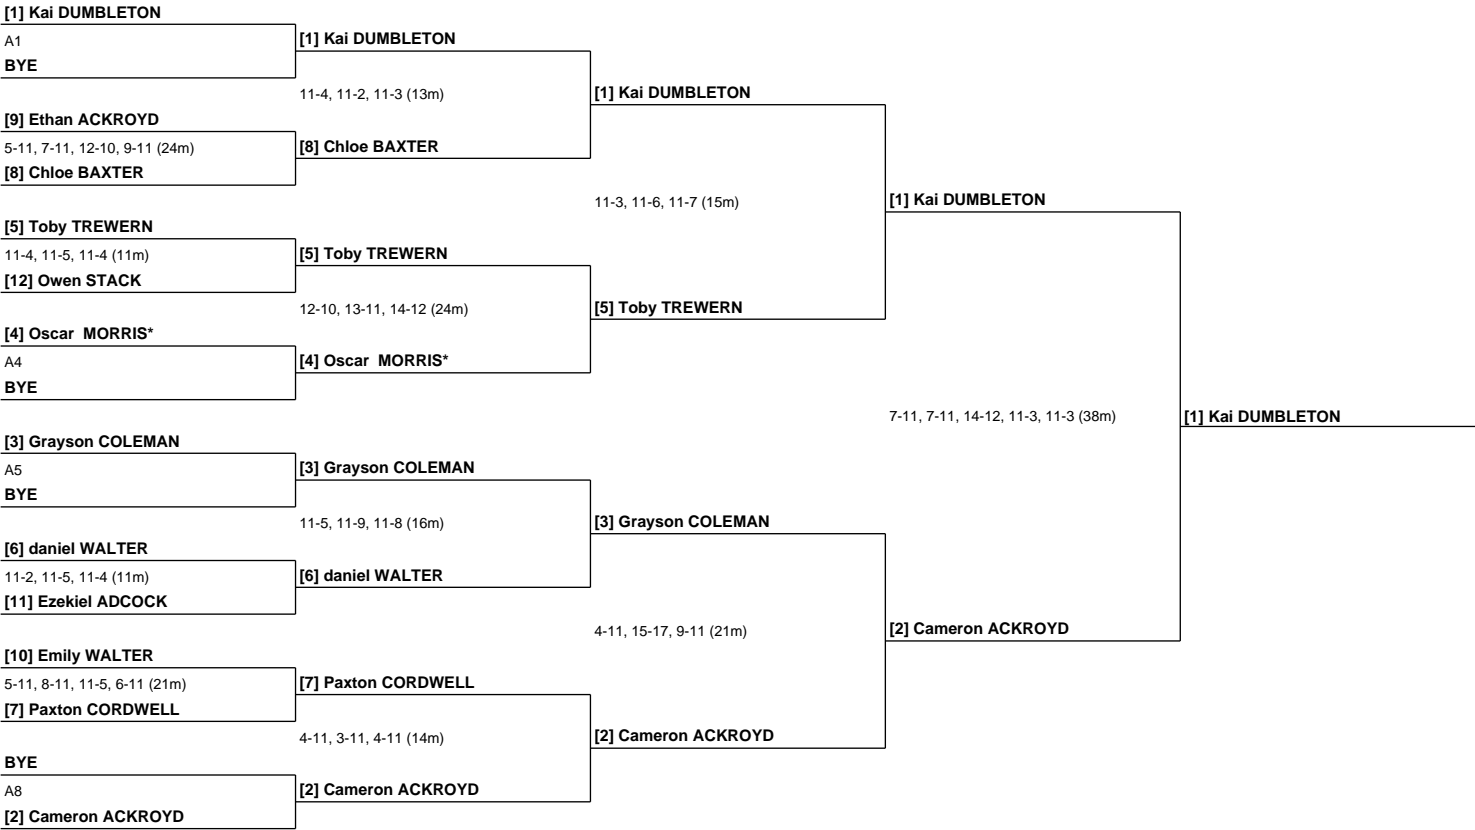 [1] Kai DUMBLETON
A1
BYE
[1] Kai DUMBLETON
11-4, 11-2, 11-3 (13m)
[9] Ethan ACKROYD
5-11, 7-11, 12-10, 9-11 (24m)
[8] Chloe BAXTER
[8] Chloe BAXTER
[1] Kai DUMBLETON
11-3, 11-6, 11-7 (15m)
[5] Toby TREWERN
11-4, 11-5, 11-4 (11m)
[12] Owen STACK
[5] Toby TREWERN
12-10, 13-11, 14-12 (24m)
[4] Oscar  MORRIS*
A4
BYE
[4] Oscar  MORRIS*
[5] Toby TREWERN
[1] Kai DUMBLETON
7-11, 7-11, 14-12, 11-3, 11-3 (38m)
[1] Kai DUMBLETON
[3] Grayson COLEMAN
A5
BYE
[3] Grayson COLEMAN
11-5, 11-9, 11-8 (16m)
[6] daniel WALTER
11-2, 11-5, 11-4 (11m)
[11] Ezekiel ADCOCK
[6] daniel WALTER
[3] Grayson COLEMAN
4-11, 15-17, 9-11 (21m)
[2] Cameron ACKROYD
[10] Emily WALTER
5-11, 8-11, 11-5, 6-11 (21m)
[7] Paxton CORDWELL
[7] Paxton CORDWELL
4-11, 3-11, 4-11 (14m)
[2] Cameron ACKROYD
BYE
A8
[2] Cameron ACKROYD
[2] Cameron ACKROYD